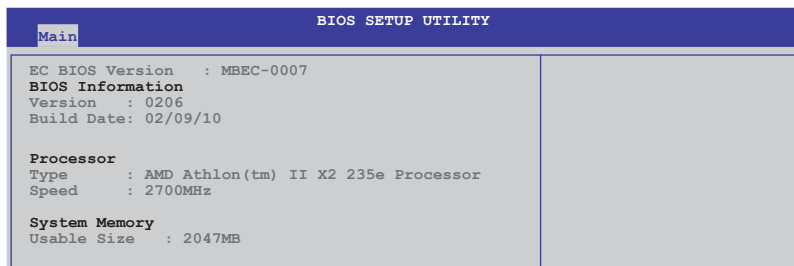 BIOS SETUP UTILITY
Main
EC BIOS Version : MBEC-0007
BIOS Information
Version : 0206
Build Date: 02/09/10
Processor
Type : AMD Athlon(tm) II X2 235e Processor
Speed : 2700MHz
System Memory
Usable Size : 2047MB